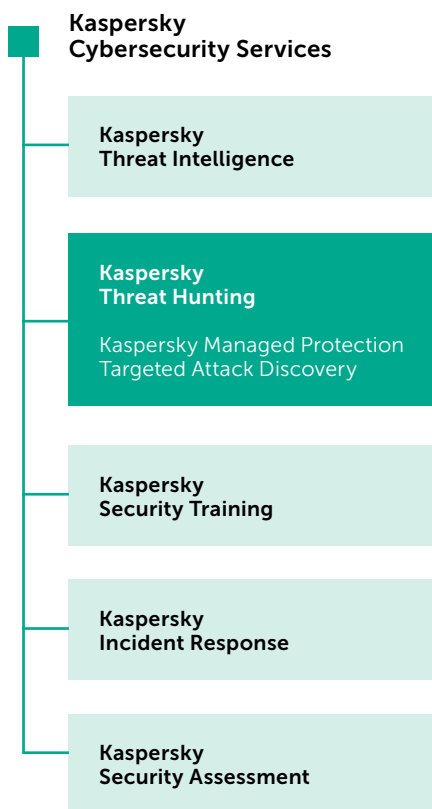 Kaspersky
Cybersecurity Services
Kaspersky
Threat Intelligence
Kaspersky
Threat Hunting
Kaspersky Managed Protection
Targeted Attack Discovery
Kaspersky
Security Training
Kaspersky
Incident Response
Kaspersky
Security Assessment